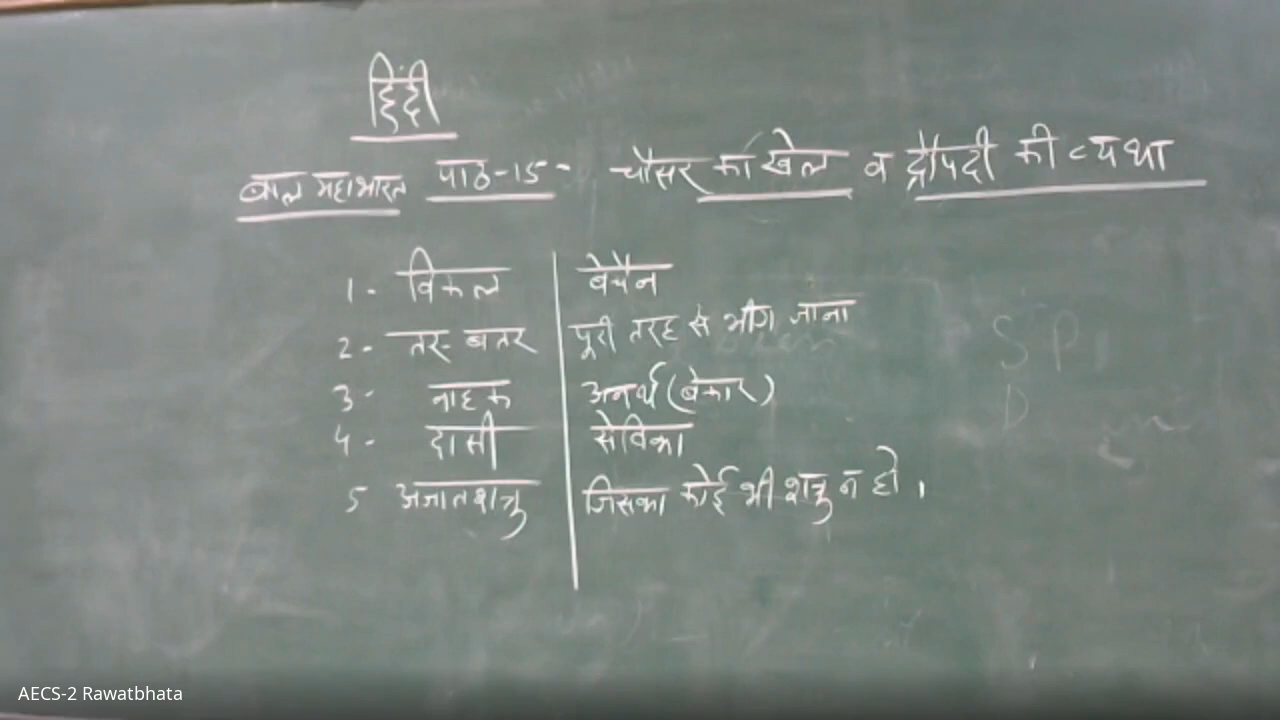 हिंदी
बाल महाभारत पाठ-15- चौसर का खेल व द्रौपदी की व्यथा
1- विकल बेचैन
2- तर-बतर पूरी तरह से भीग जाना
3- नाहक अनर्थ (बेकार)
4- दासी सेविका
5 अजातशत्रु जिसका कोई भी शत्रु न हो।
AECS-2 Rawatbhata